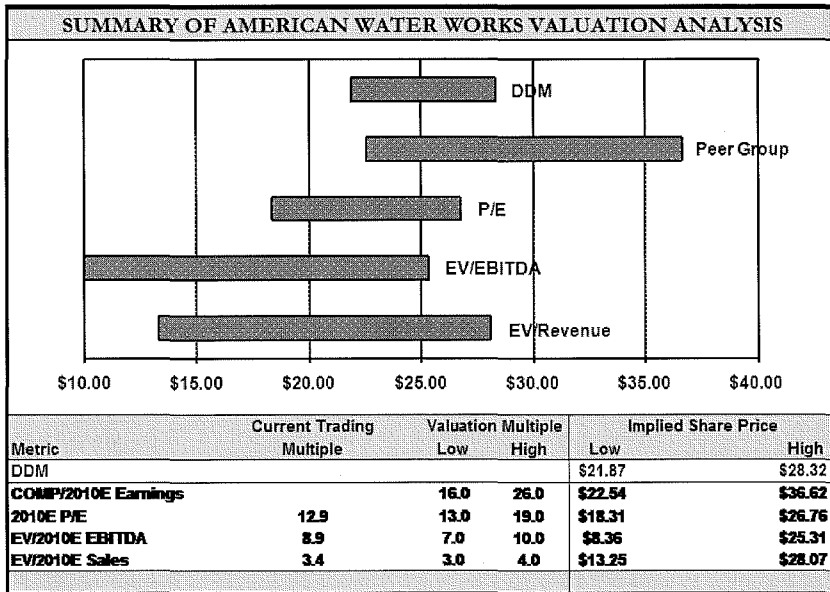 SUMMARY OF AMERICAN WATER WORKS VALUATION ANALYSIS
DDM
Peer Group
P/E
EV/EBITDA
EV/Revenue
$10.00 $15.00 $20.00 $25.00 $30.00 $35.00 $40.00
Current Trading Valuation Multiple Implied Share Price
Metric Multiple Low High Low High
DDM $21.87 $28.32
COMP/2010E Earnings 16.0 26.0 $22.54 $36.62
2010E P/E 12.9 13.0 19.0 $18.31 $26.76
EV/2010E EBITDA 8.9 7.0 10.0 $8.36 $25.31
EV/2010E Sales 3.4 3.0 4.0 $13.25 $28.07